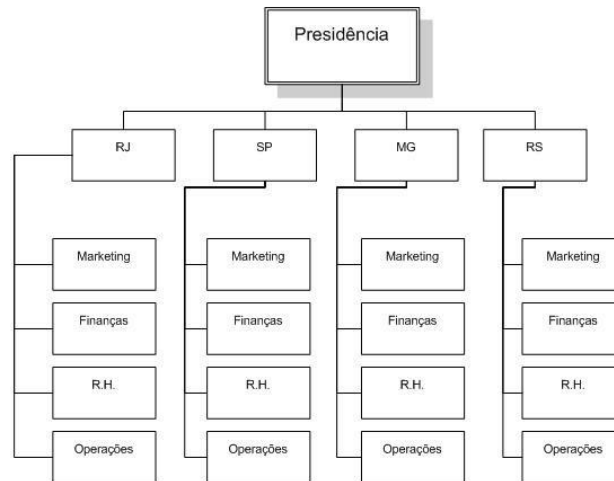 Presidência
RJ
SP
MG
RS
Marketing
Marketing
Marketing
Marketing
Finanças
Finanças
Finanças
Finanças
R.H.
R.H.
R.H.
R.H.
Operações
Operações
Operações
Operações